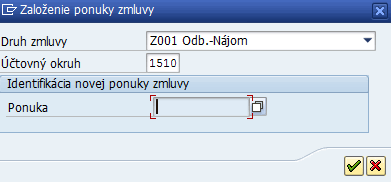 Založenie ponuky zmluvy
Druh zmluvy Z001 Odb.-Nájom
Účtovný okruh 1510
Identifikácia novej ponuky zmluvy
Ponuka